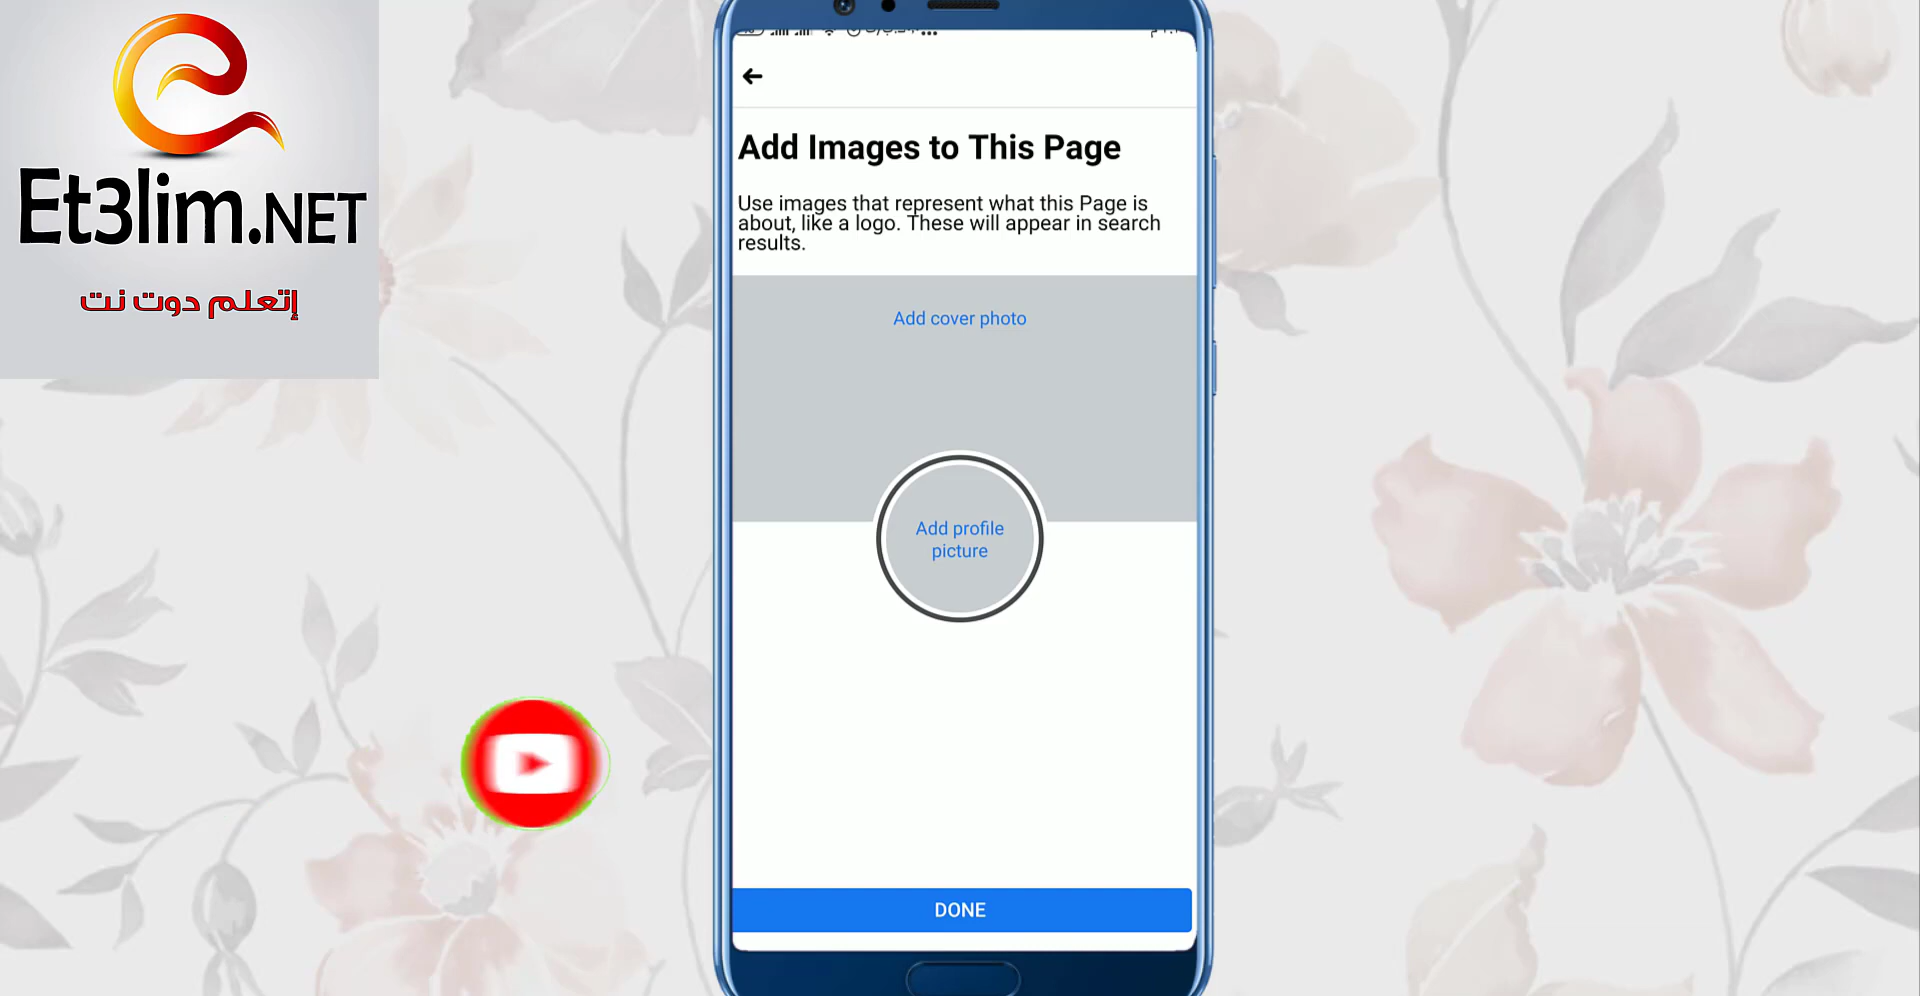 Et3lim.NET
إتعلم دوت نت
Add Images to This Page
Use images that represent what this Page is
about, like a logo. These will appear in search
results.
Add cover photo
Add profile
picture
DONE